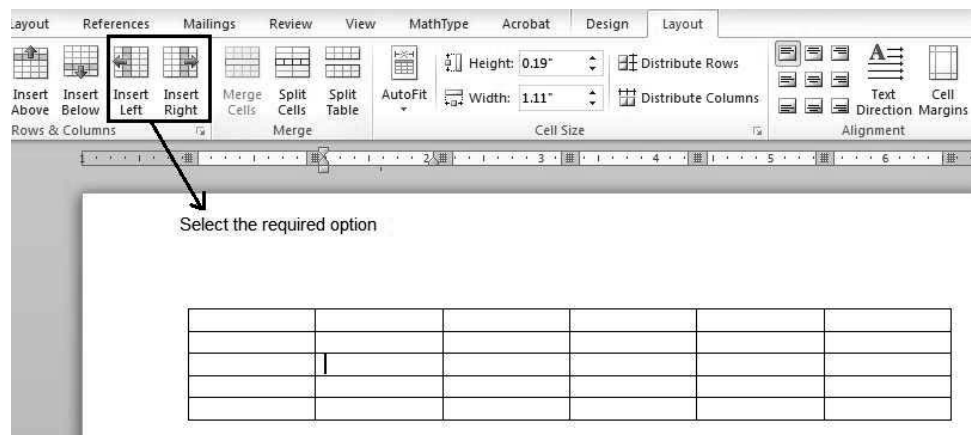 Layout References Mailings Review View MathType Acrobat Design Layout
Insert Above Insert Below Insert Left Insert Right Merge Cells Split Cells Split Table AutoFit Height: 0.19" Width: 1.11" Distribute Rows Distribute Columns Text Direction Cell Margins
Rows & Columns Merge Cell Size Alignment
1 2 3 4 5 6
Select the required option